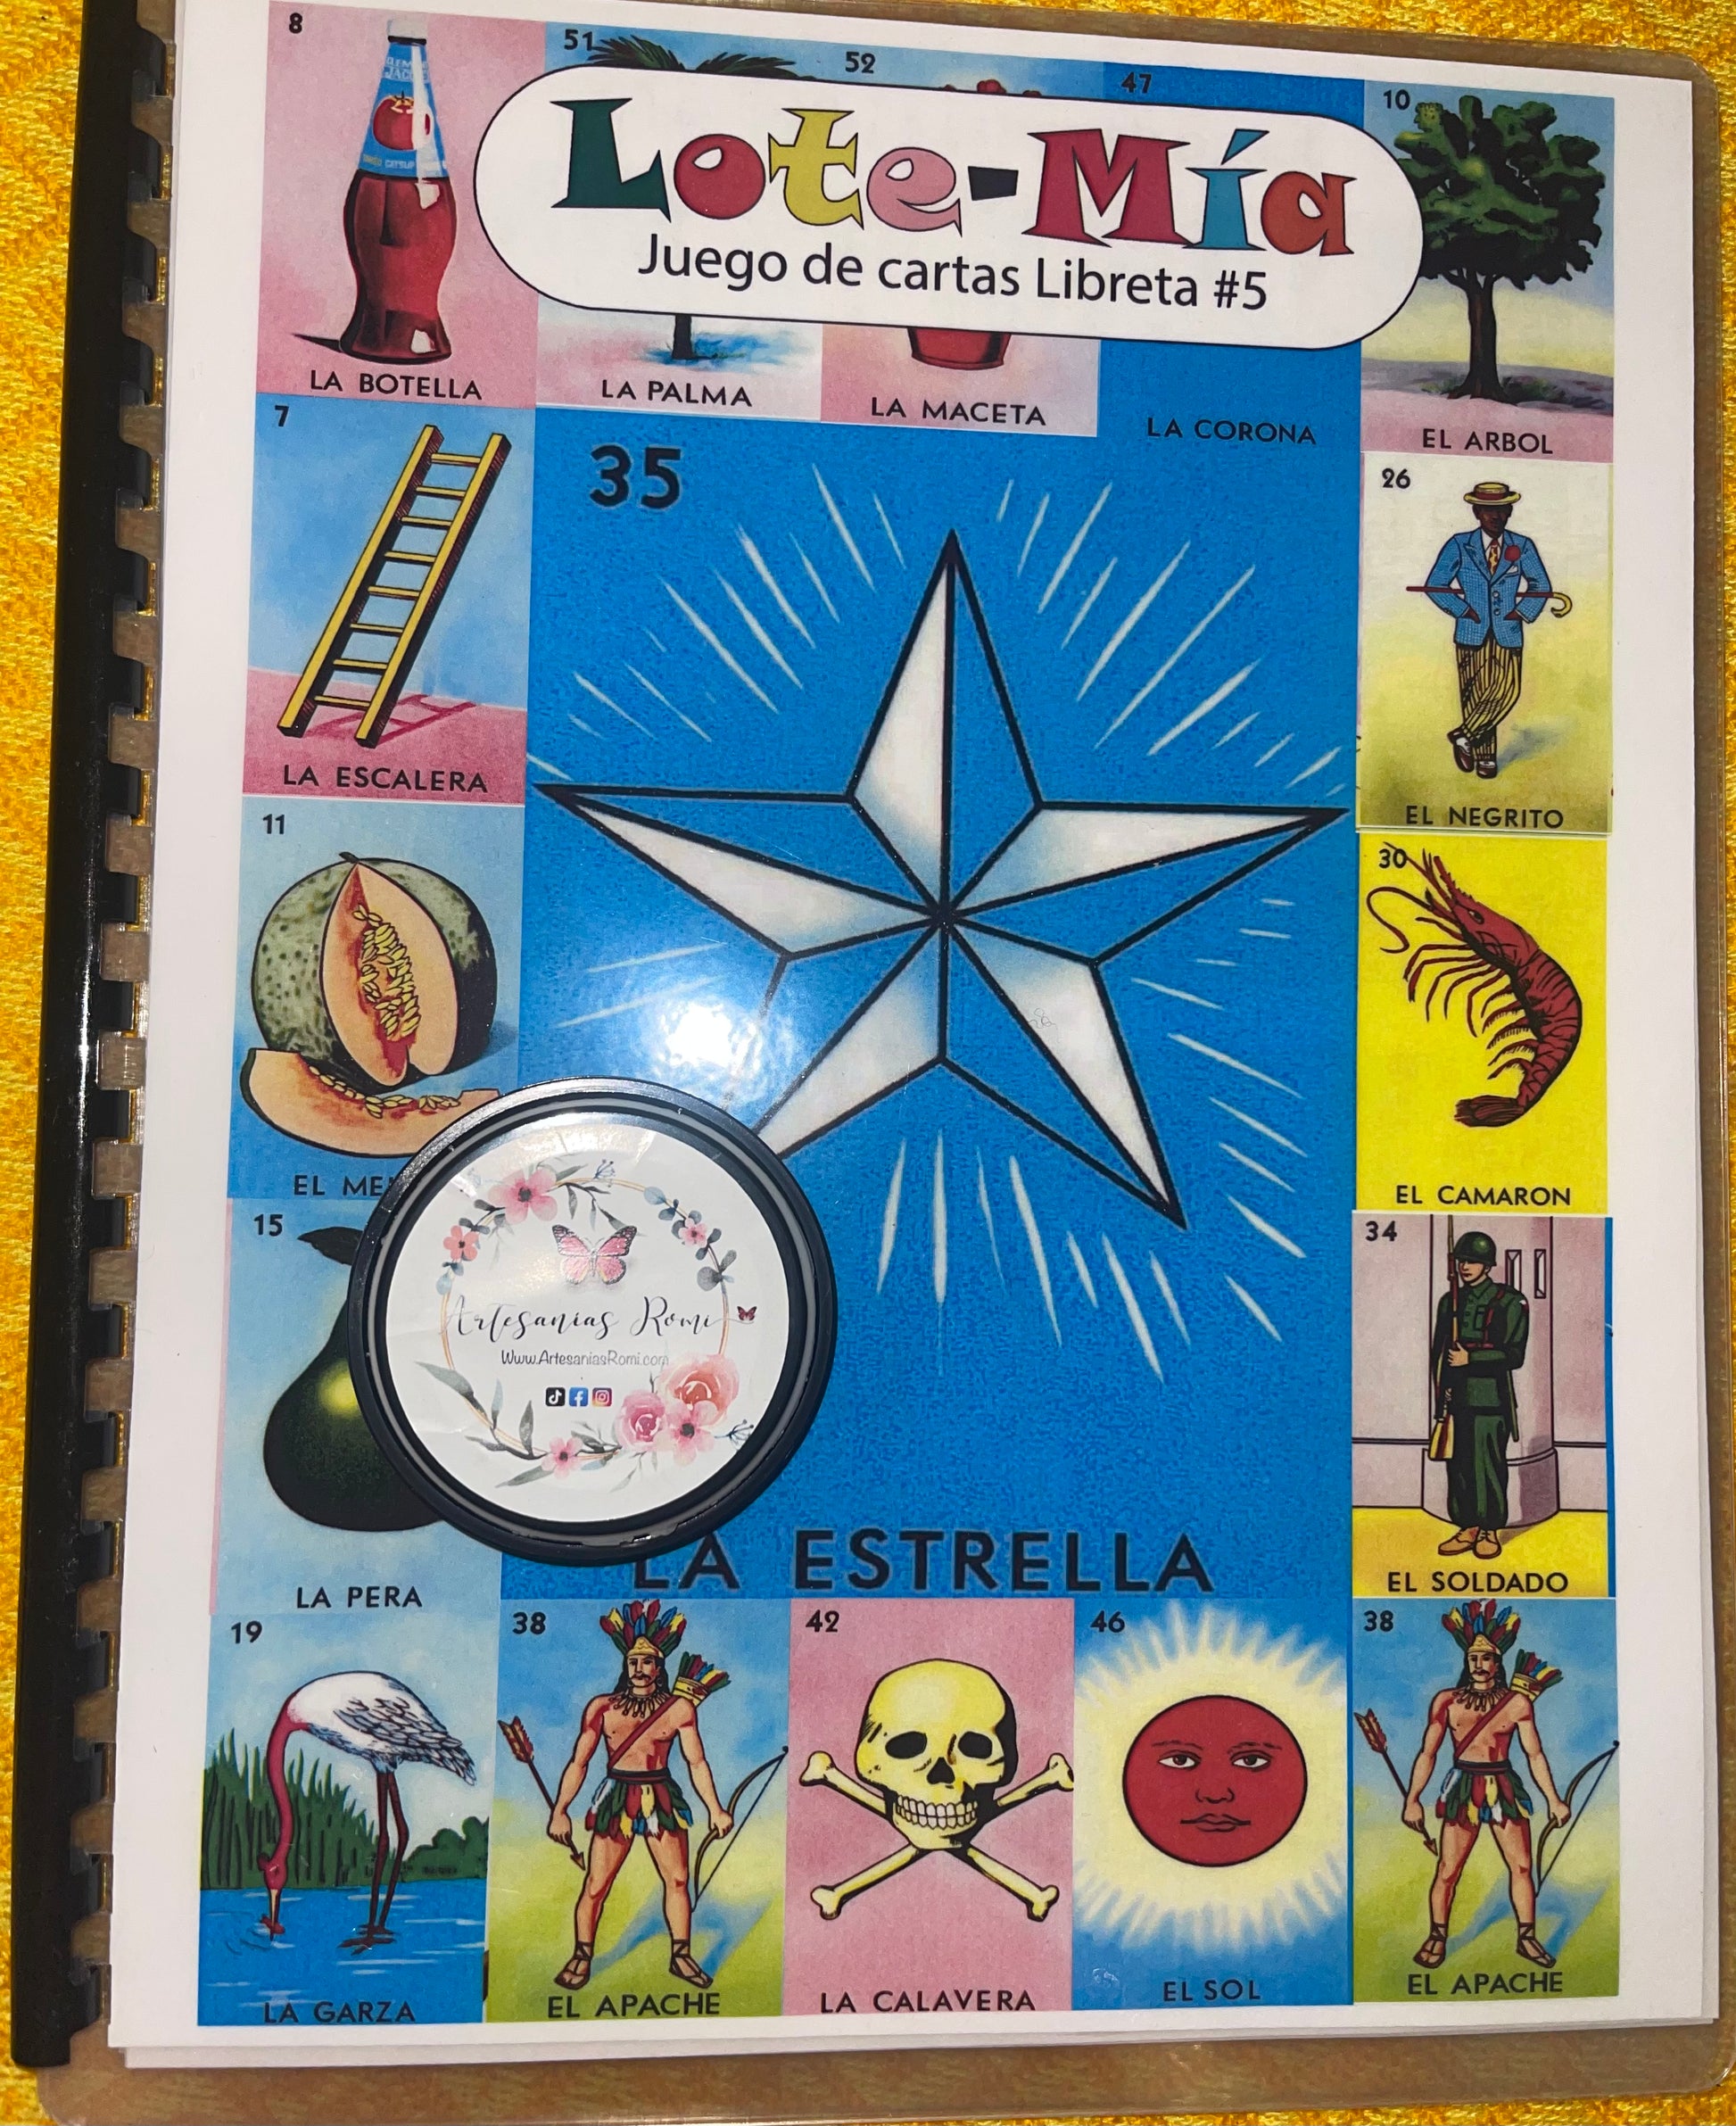 8
51
52
47
10
Lote-Mía
Juego de cartas Libreta #5
LA BOTELLA
LA PALMA
LA MACETA
LA CORONA
EL ARBOL
7
35
26
LA ESCALERA
EL NEGRITO
11
30
EL ME
EL CAMARON
15
34
Artesanías Romi
Www.ArtesaniasRomi.com
LA ESTRELLA
LA PERA
EL SOLDADO
19
38
42
46
38
LA GARZA
EL APACHE
LA CALAVERA
EL SOL
EL APACHE